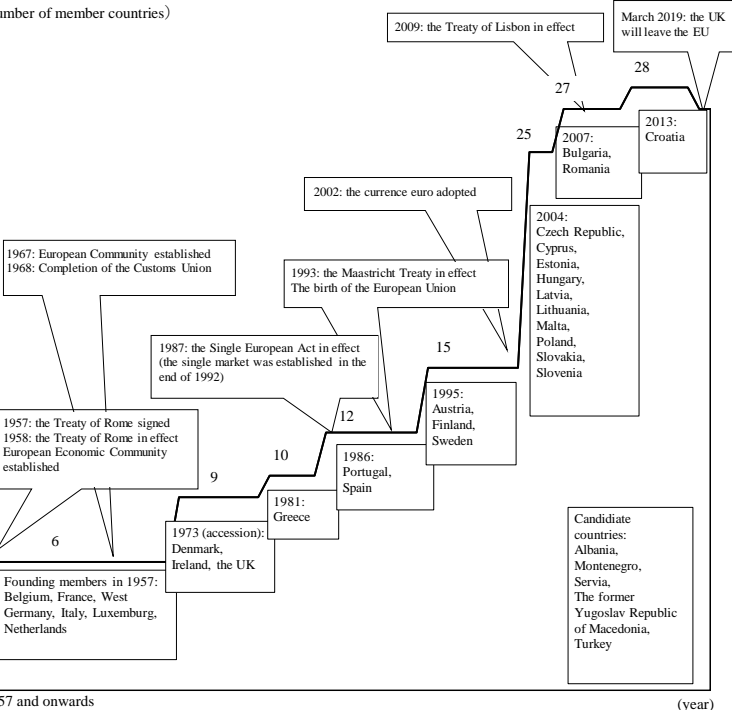 umber of member countries)
2009: the Treaty of Lisbon in effect
March 2019: the UK
will leave the EU
28
27
25
2013:
Croatia
2007:
Bulgaria,
Romania
2002: the currence euro adopted
2004:
Czech Republic,
Cyprus,
Estonia,
Hungary,
Latvia,
Lithuania,
Malta,
Poland,
Slovakia,
Slovenia
1967: European Community established
1968: Completion of the Customs Union
1993: the Maastricht Treaty in effect
The birth of the European Union
15
1987: the Single European Act in effect
(the single market was established in the
end of 1992)
1995:
Austria,
Finland,
Sweden
12
1957: the Treaty of Rome signed
1958: the Treaty of Rome in effect
European Economic Community
established
10
1986:
Portugal,
Spain
9
1981:
Greece
6
1973 (accession):
Denmark,
Ireland, the UK
Candidiate
countries:
Albania,
Montenegro,
Servia,
The former
Yugoslav Republic
of Macedonia,
Turkey
Founding members in 1957:
Belgium, France, West
Germany, Italy, Luxemburg,
Netherlands
57 and onwards
(year)